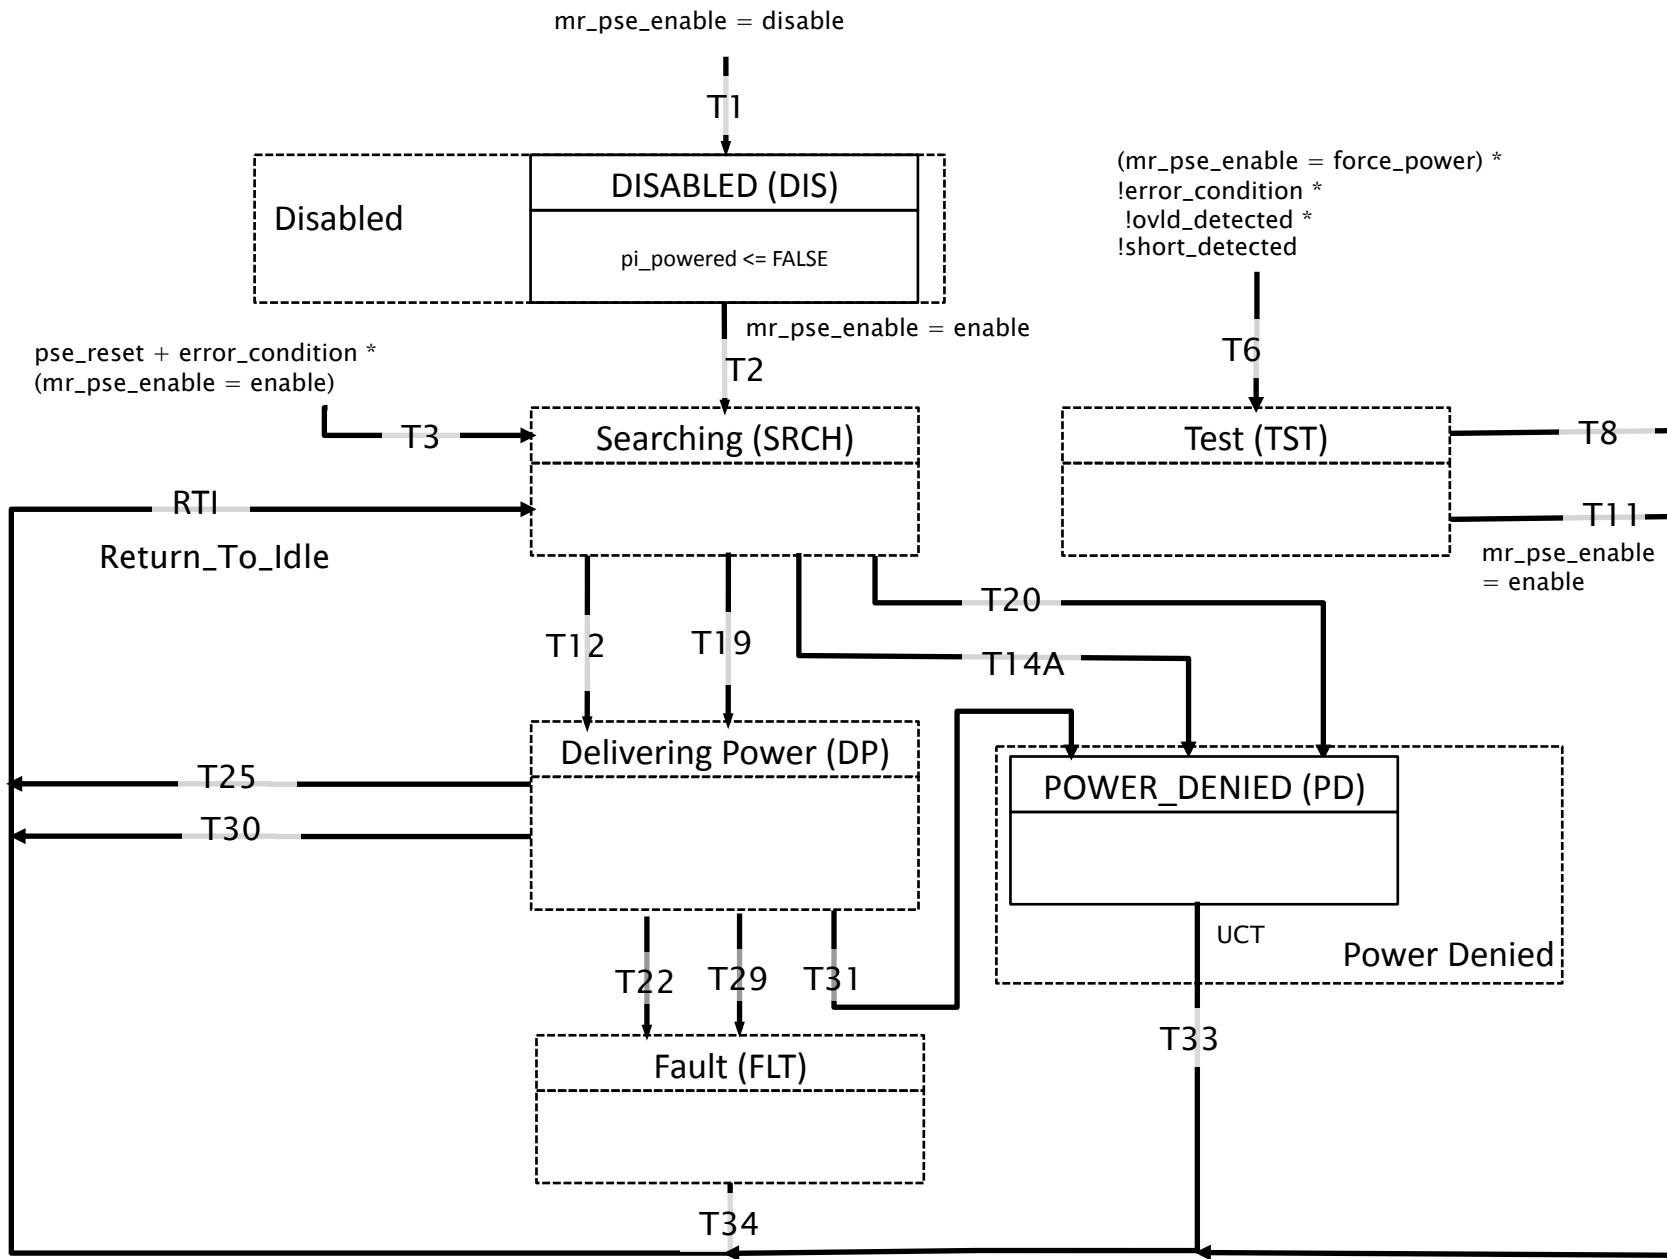 mr_pse_enable = disable
T1
DISABLED (DIS)
Disabled
pi_powered <= FALSE
(mr_pse_enable = force_power) *
!error_condition *
!ovld_detected *
!short_detected
mr_pse_enable = enable
T2
pse_reset + error_condition *
(mr_pse_enable = enable)
T6
T3
Searching (SRCH)
Test (TST)
T8
RTI
Return_To_Idle
T11
mr_pse_enable
= enable
T20
T12
T19
T14A
Delivering Power (DP)
T25
T30
POWER_DENIED (PD)
UCT
Power Denied
T22
T29
T31
T33
Fault (FLT)
T34